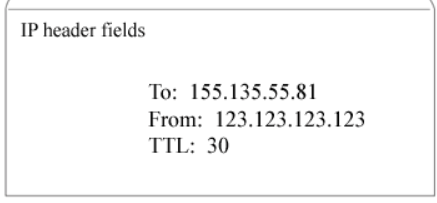 IP header fields
To: 155.135.55.81
From: 123.123.123.123
TTL: 30